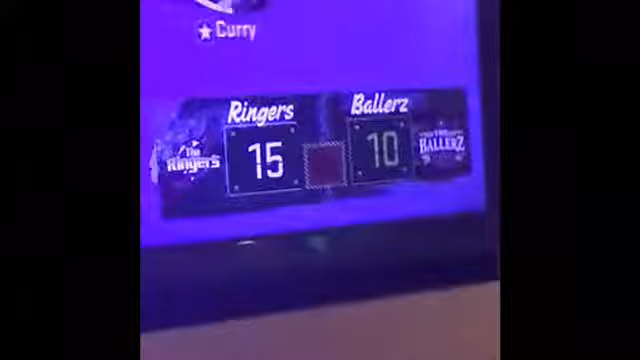 Curry
Ringers
Ballerz
The
Ringers
15
10
THE
BALLERZ